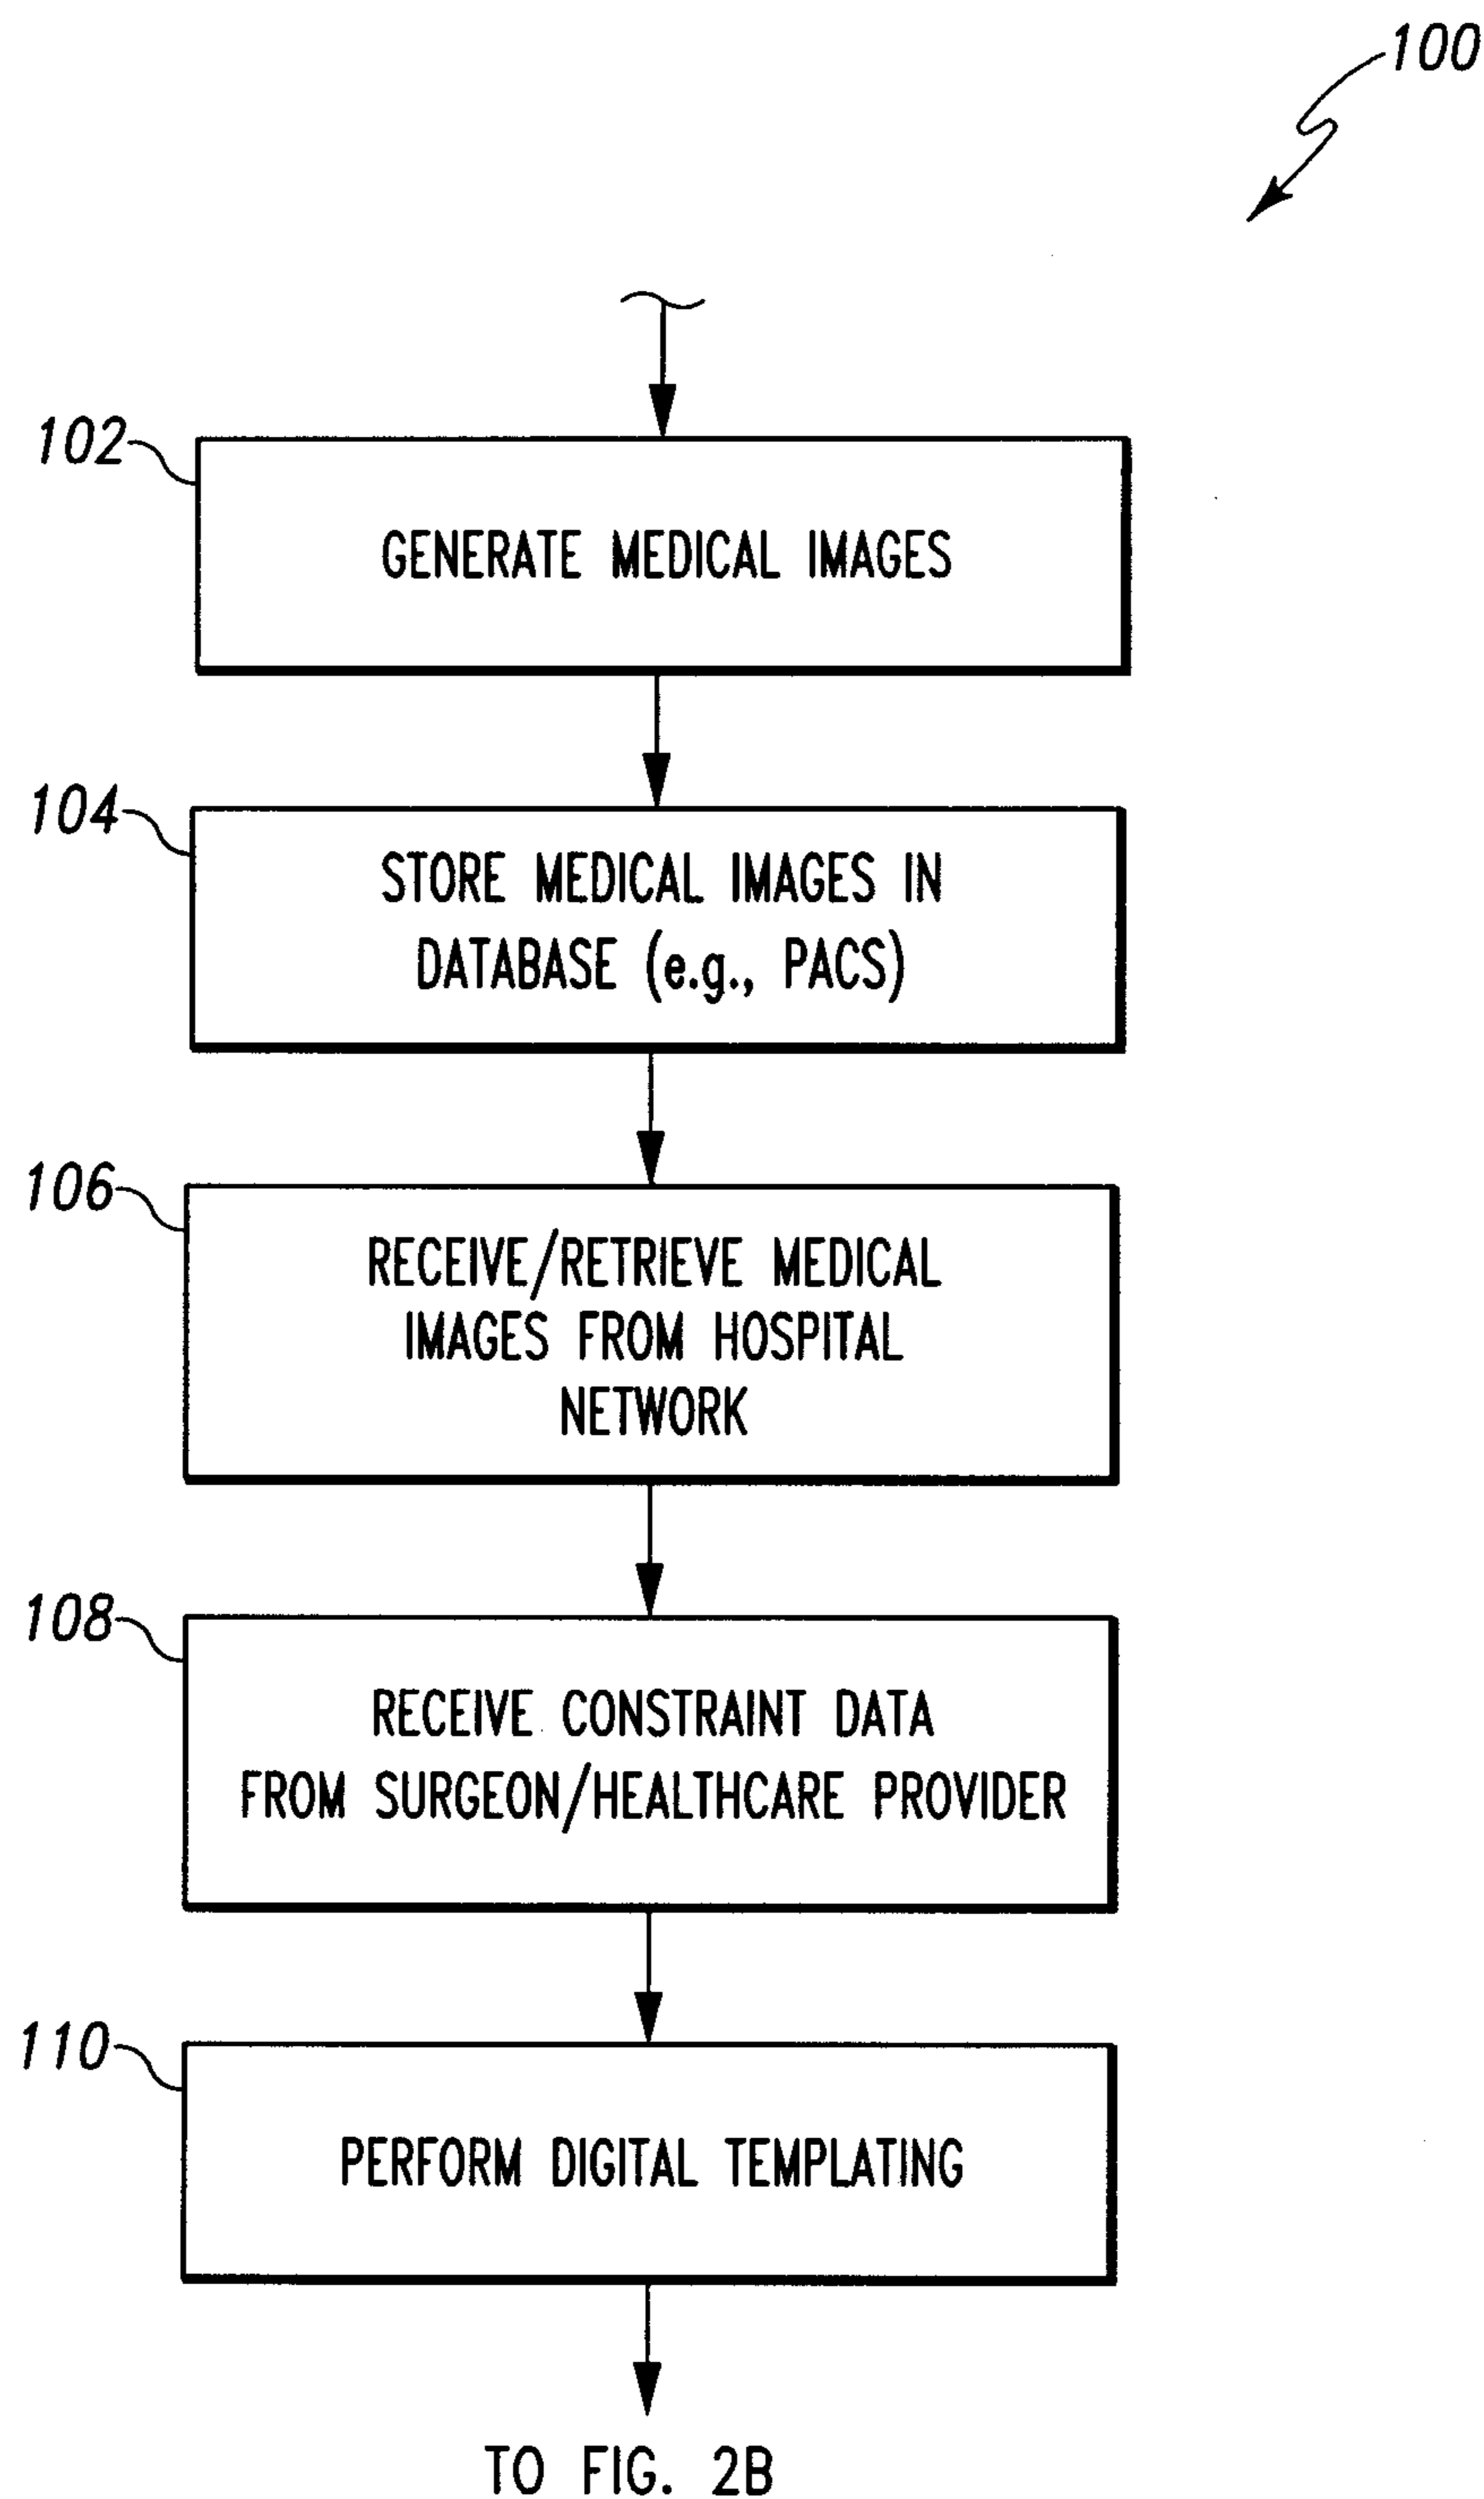 100
102
GENERATE MEDICAL IMAGES
104
STORE MEDICAL IMAGES IN
DATABASE (e.g., PACS)
106
RECEIVE/RETRIEVE MEDICAL
IMAGES FROM HOSPITAL
NETWORK
108
RECEIVE CONSTRAINT DATA
FROM SURGEON/HEALTHCARE PROVIDER
110
PERFORM DIGITAL TEMPLATING
TO FIG. 2B